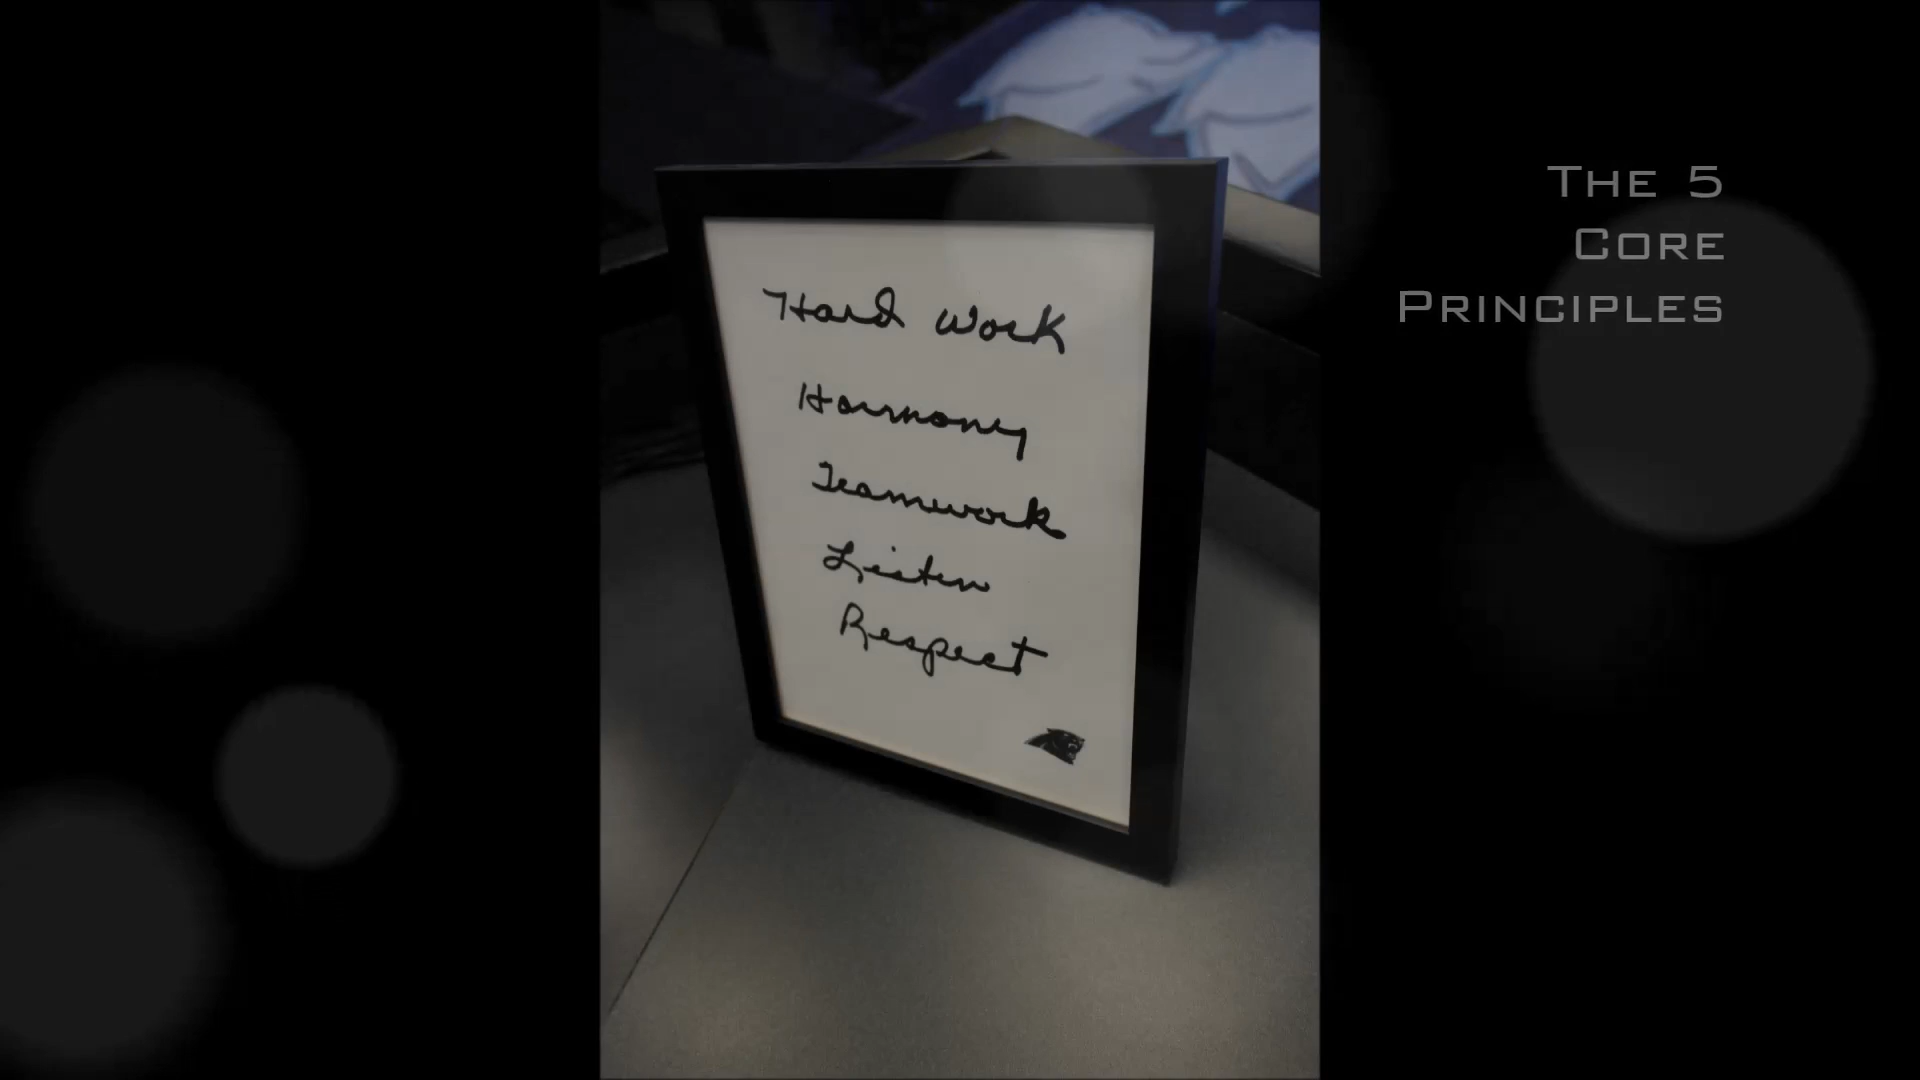 Hard Work
Harmony
Teamwork
Listen
Respect
The 5
Core
Principles